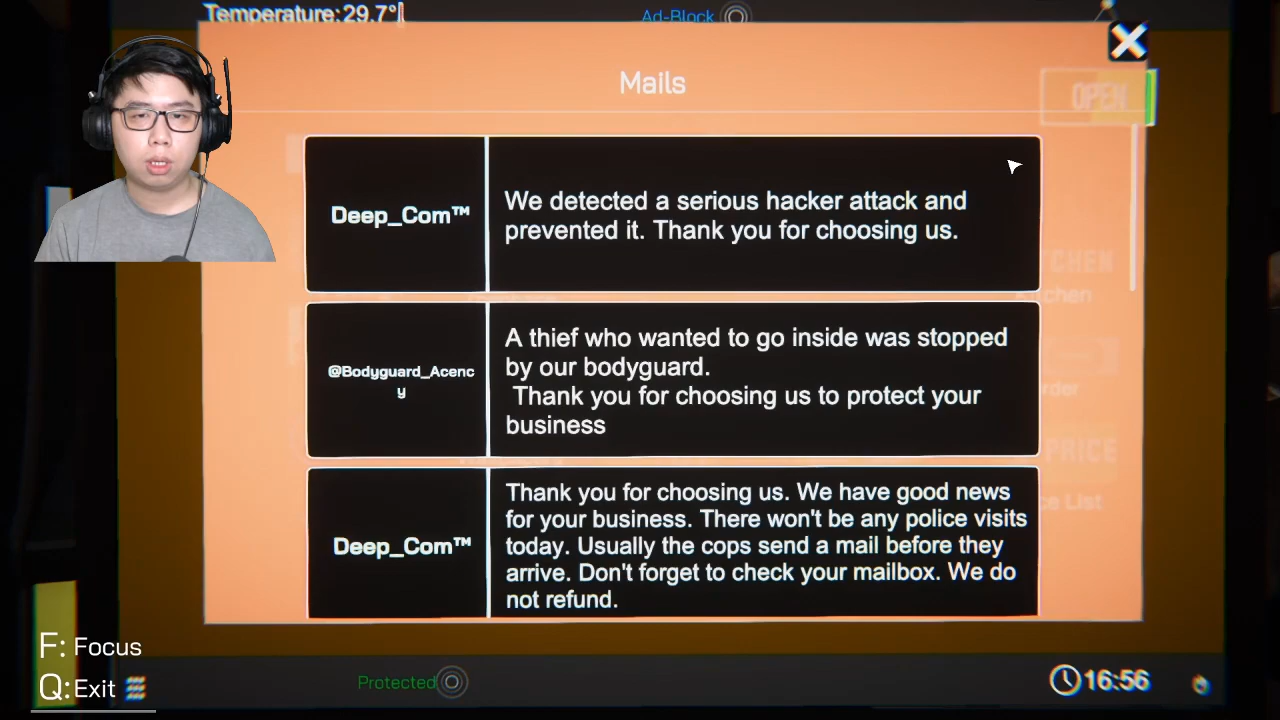 Temperature: 29.7°
Ad-Block
Mails
OPEN
Deep_Com™
We detected a serious hacker attack and
prevented it. Thank you for choosing us.
@Bodyguard_Acenc
y
A thief who wanted to go inside was stopped
by our bodyguard.
Thank you for choosing us to protect your
business
Deep_Com™
Thank you for choosing us. We have good news
for your business. There won't be any police visits
today. Usually the cops send a mail before they
arrive. Don't forget to check your mailbox. We do
not refund.
F: Focus
Q: Exit
Protected
16:56